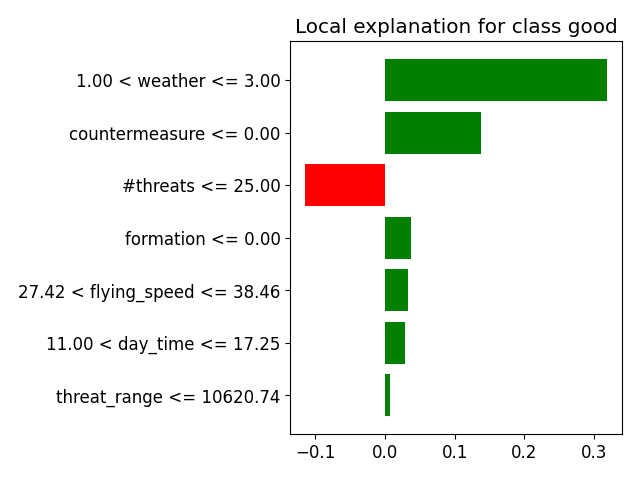 Local explanation for class good
1.00 < weather <= 3.00
countermeasure <= 0.00
#threats <= 25.00
formation <= 0.00
27.42 < flying_speed <= 38.46
11.00 < day_time <= 17.25
threat_range <= 10620.74
−0.1 0.0 0.1 0.2 0.3